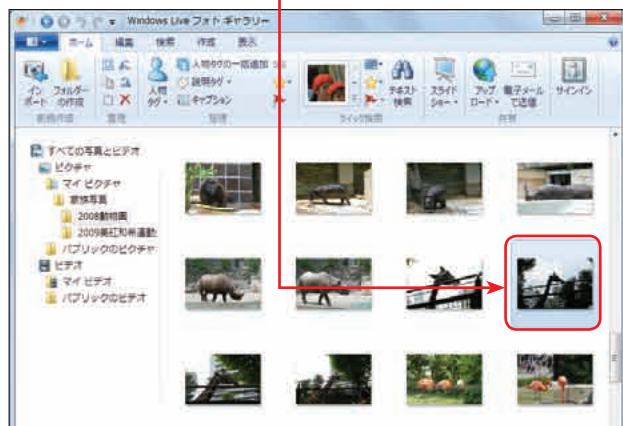 Windows Live フォト ギャラリー
ホーム 編集 検索 作成 表示
インポート
フォルダーの作成
人物タグ
人物タグの一括追加
説明タグ
キャプション
テキスト検索
スライドショー
アップロード
電子メールで送信
サインイン
新規作成 管理 整理 クイック検索 共有
すべての写真とビデオ
ピクチャ
マイ ピクチャ
家族写真
2008動物園
2009美紅和希運動
パブリックのピクチャ
ビデオ
マイ ビデオ
パブリックのビデオ